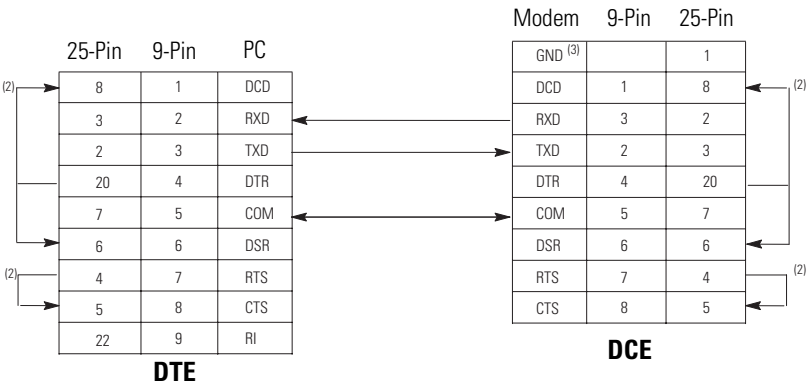 Modem 9-Pin 25-Pin
GND (3) 1
DCD 1 8
RXD 3 2
TXD 2 3
DTR 4 20
COM 5 7
DSR 6 6
RTS 7 4
CTS 8 5
(2)
(2)
DCE
25-Pin 9-Pin PC
8 1 DCD
3 2 RXD
2 3 TXD
20 4 DTR
7 5 COM
6 6 DSR
4 7 RTS
5 8 CTS
22 9 RI
(2)
(2)
DTE